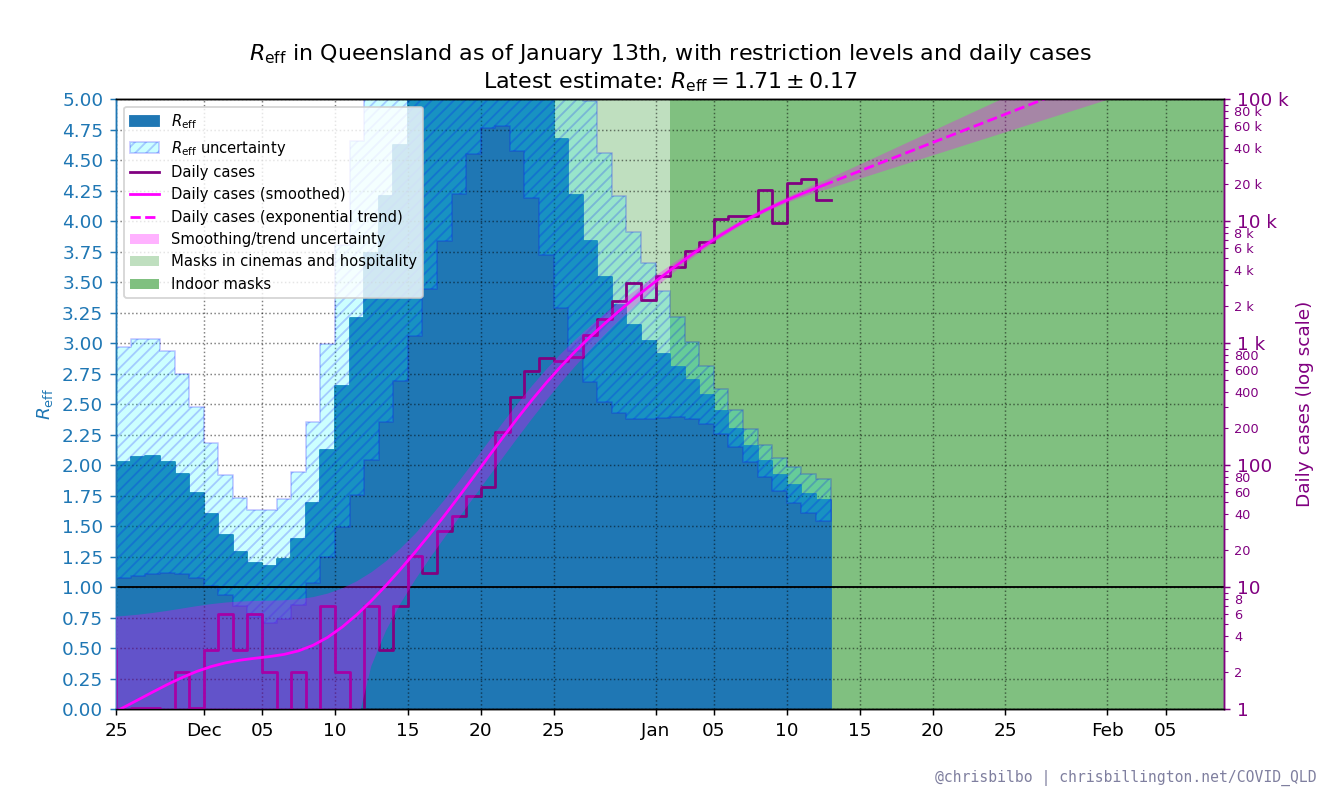 R_eff in Queensland as of January 13th, with restriction levels and daily cases
Latest estimate: R_eff = 1.71 ± 0.17
R_eff
R_eff uncertainty
Daily cases
Daily cases (smoothed)
Daily cases (exponential trend)
Smoothing/trend uncertainty
Masks in cinemas and hospitality
Indoor masks
R_eff
5.00
4.75
4.50
4.25
4.00
3.75
3.50
3.25
3.00
2.75
2.50
2.25
2.00
1.75
1.50
1.25
1.00
0.75
0.50
0.25
0.00
25 Dec 05 10 15 20 25 Jan 05 10 15 20 25 Feb 05
100 k
80 k
60 k
40 k
20 k
10 k
8 k
6 k
4 k
2 k
1 k
800
600
400
200
100
80
60
40
20
10
8
6
4
2
1
Daily cases (log scale)
@chrisbilbo | chrisbillington.net/COVID_QLD